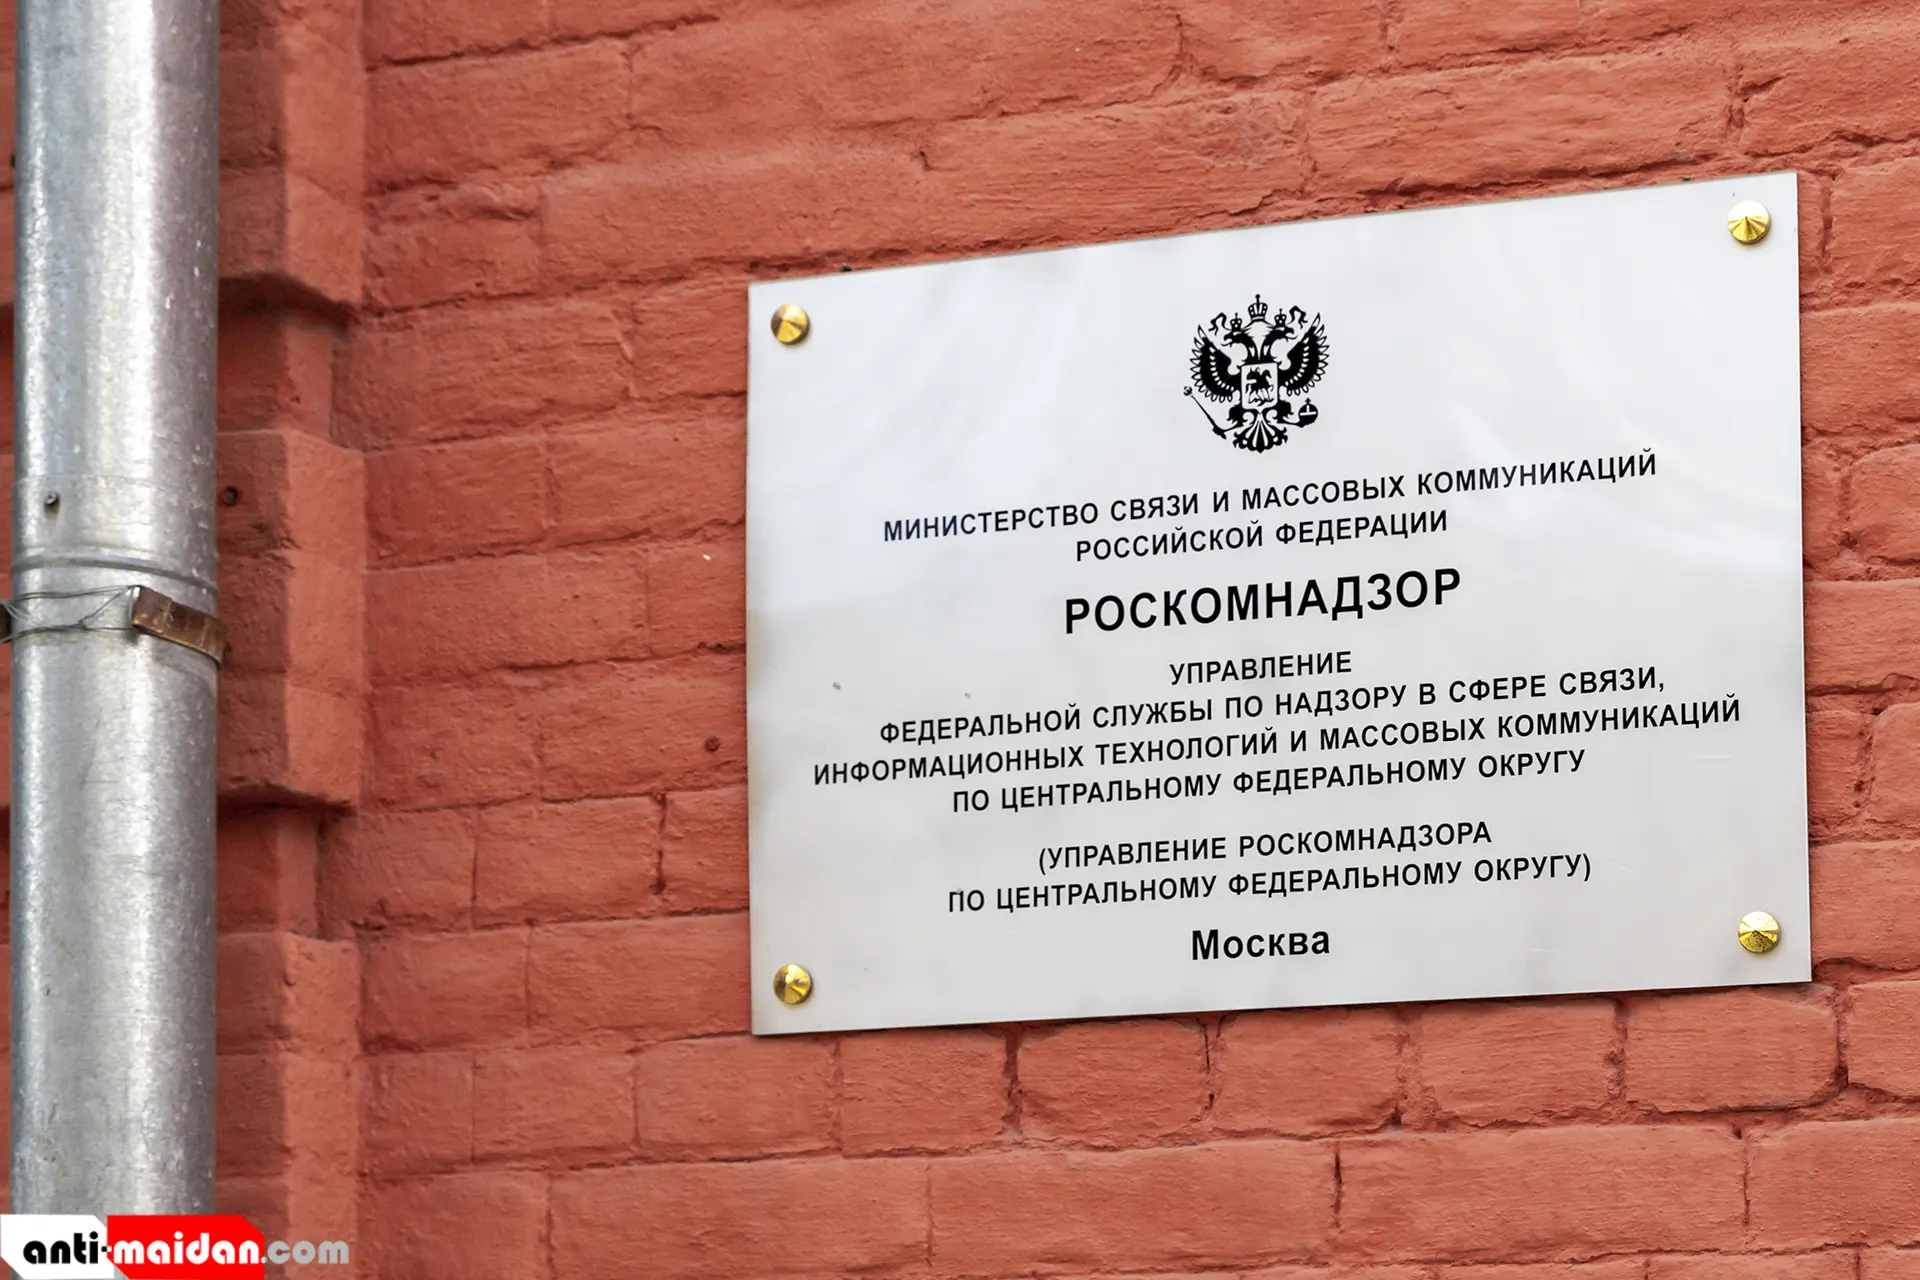 МИНИСТЕРСТВО СВЯЗИ И МАССОВЫХ КОММУНИКАЦИЙ
РОССИЙСКОЙ ФЕДЕРАЦИИ
РОСКОМНАДЗОР
УПРАВЛЕНИЕ
ФЕДЕРАЛЬНОЙ СЛУЖБЫ ПО НАДЗОРУ В СФЕРЕ СВЯЗИ,
ИНФОРМАЦИОННЫХ ТЕХНОЛОГИЙ И МАССОВЫХ КОММУНИКАЦИЙ
ПО ЦЕНТРАЛЬНОМУ ФЕДЕРАЛЬНОМУ ОКРУГУ
(УПРАВЛЕНИЕ РОСКОМНАДЗОРА
ПО ЦЕНТРАЛЬНОМУ ФЕДЕРАЛЬНОМУ ОКРУГУ)
Москва
anti-maidan.com